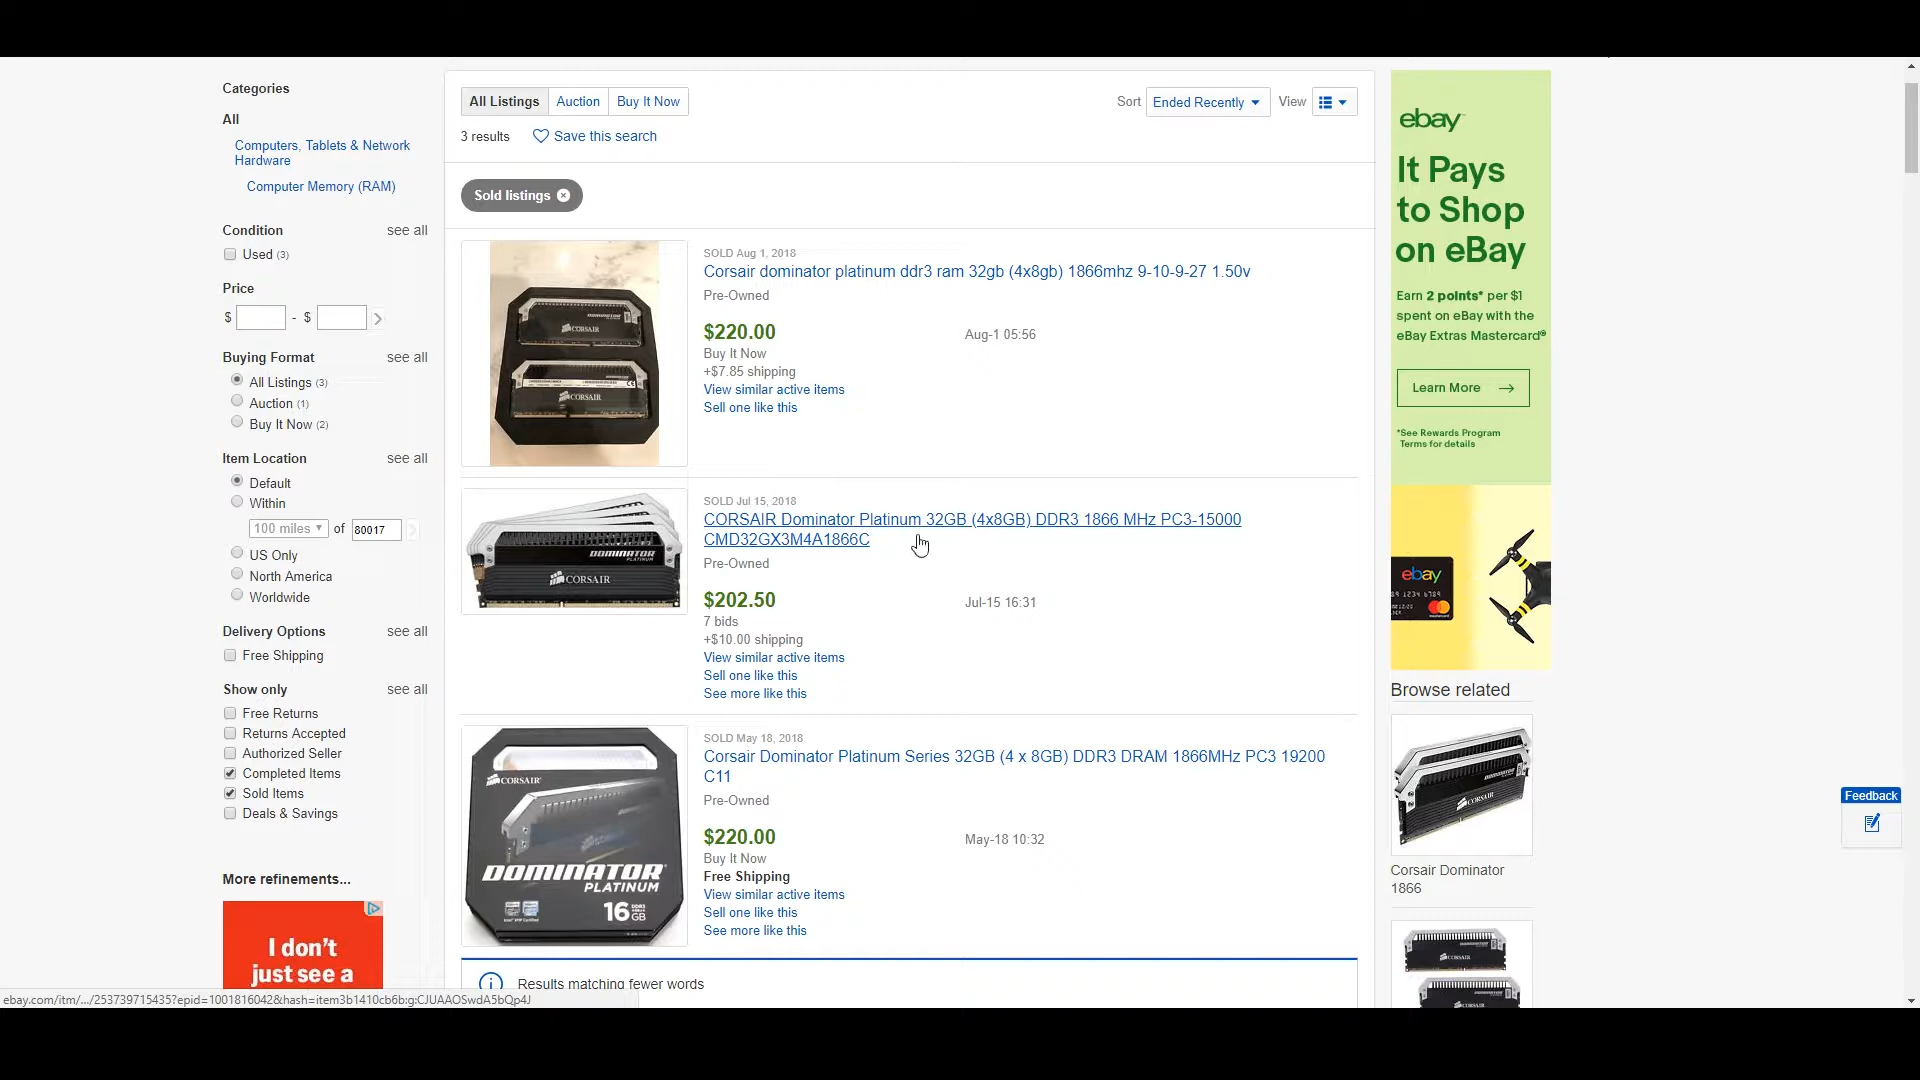 Categories
All
Computers, Tablets & Network
Hardware
Computer Memory (RAM)
Condition see all
Used (3)
Price
$ - $
Buying Format see all
All Listings (3)
Auction (1)
Buy It Now (2)
Item Location see all
Default
Within
100 miles of 80017
US Only
North America
Worldwide
Delivery Options see all
Free Shipping
Show only see all
Free Returns
Returns Accepted
Authorized Seller
Completed Items
Sold Items
Deals & Savings
More refinements...
I don't
just see a
ebay.com/itm/.../253739715435?epid=1001816042&hash=item3b1410cb6b:g:CJUAAOSwdA5bQp4J
All Listings Auction Buy It Now
Sort Ended Recently View
3 results Save this search
Sold listings
SOLD Aug 1, 2018
Corsair dominator platinum ddr3 ram 32gb (4x8gb) 1866mhz 9-10-9-27 1.50v
Pre-Owned
$220.00 Aug-1 05:56
Buy It Now
+$7.85 shipping
View similar active items
Sell one like this
CORSAIR
CORSAIR
SOLD Jul 15, 2018
CORSAIR Dominator Platinum 32GB (4x8GB) DDR3 1866 MHz PC3-15000
CMD32GX3M4A1866C
Pre-Owned
$202.50 Jul-15 16:31
7 bids
+$10.00 shipping
View similar active items
Sell one like this
See more like this
DOMINATOR
CORSAIR
SOLD May 18, 2018
Corsair Dominator Platinum Series 32GB (4 x 8GB) DDR3 DRAM 1866MHz PC3 19200
C11
Pre-Owned
$220.00 May-18 10:32
Buy It Now
Free Shipping
View similar active items
Sell one like this
See more like this
CORSAIR
DOMINATOR
PLATINUM
16 GB
Results matching fewer words
ebay
It Pays
to Shop
on eBay
Earn 2 points* per $1
spent on eBay with the
eBay Extras Mastercard®
Learn More
*See Rewards Program
Terms for details
ebay
Browse related
CORSAIR
Corsair Dominator
1866
CORSAIR
CORSAIR
Feedback